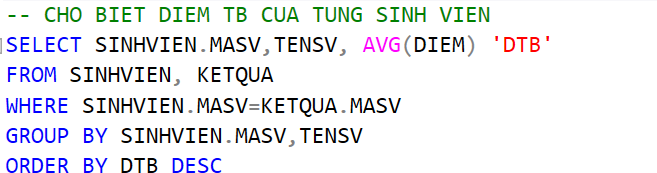 -- CHO BIET DIEM TB CUA TUNG SINH VIEN
SELECT SINHVIEN.MASV,TENSV, AVG(DIEM) 'DTB'
FROM SINHVIEN, KETQUA
WHERE SINHVIEN.MASV=KETQUA.MASV
GROUP BY SINHVIEN.MASV,TENSV
ORDER BY DTB DESC